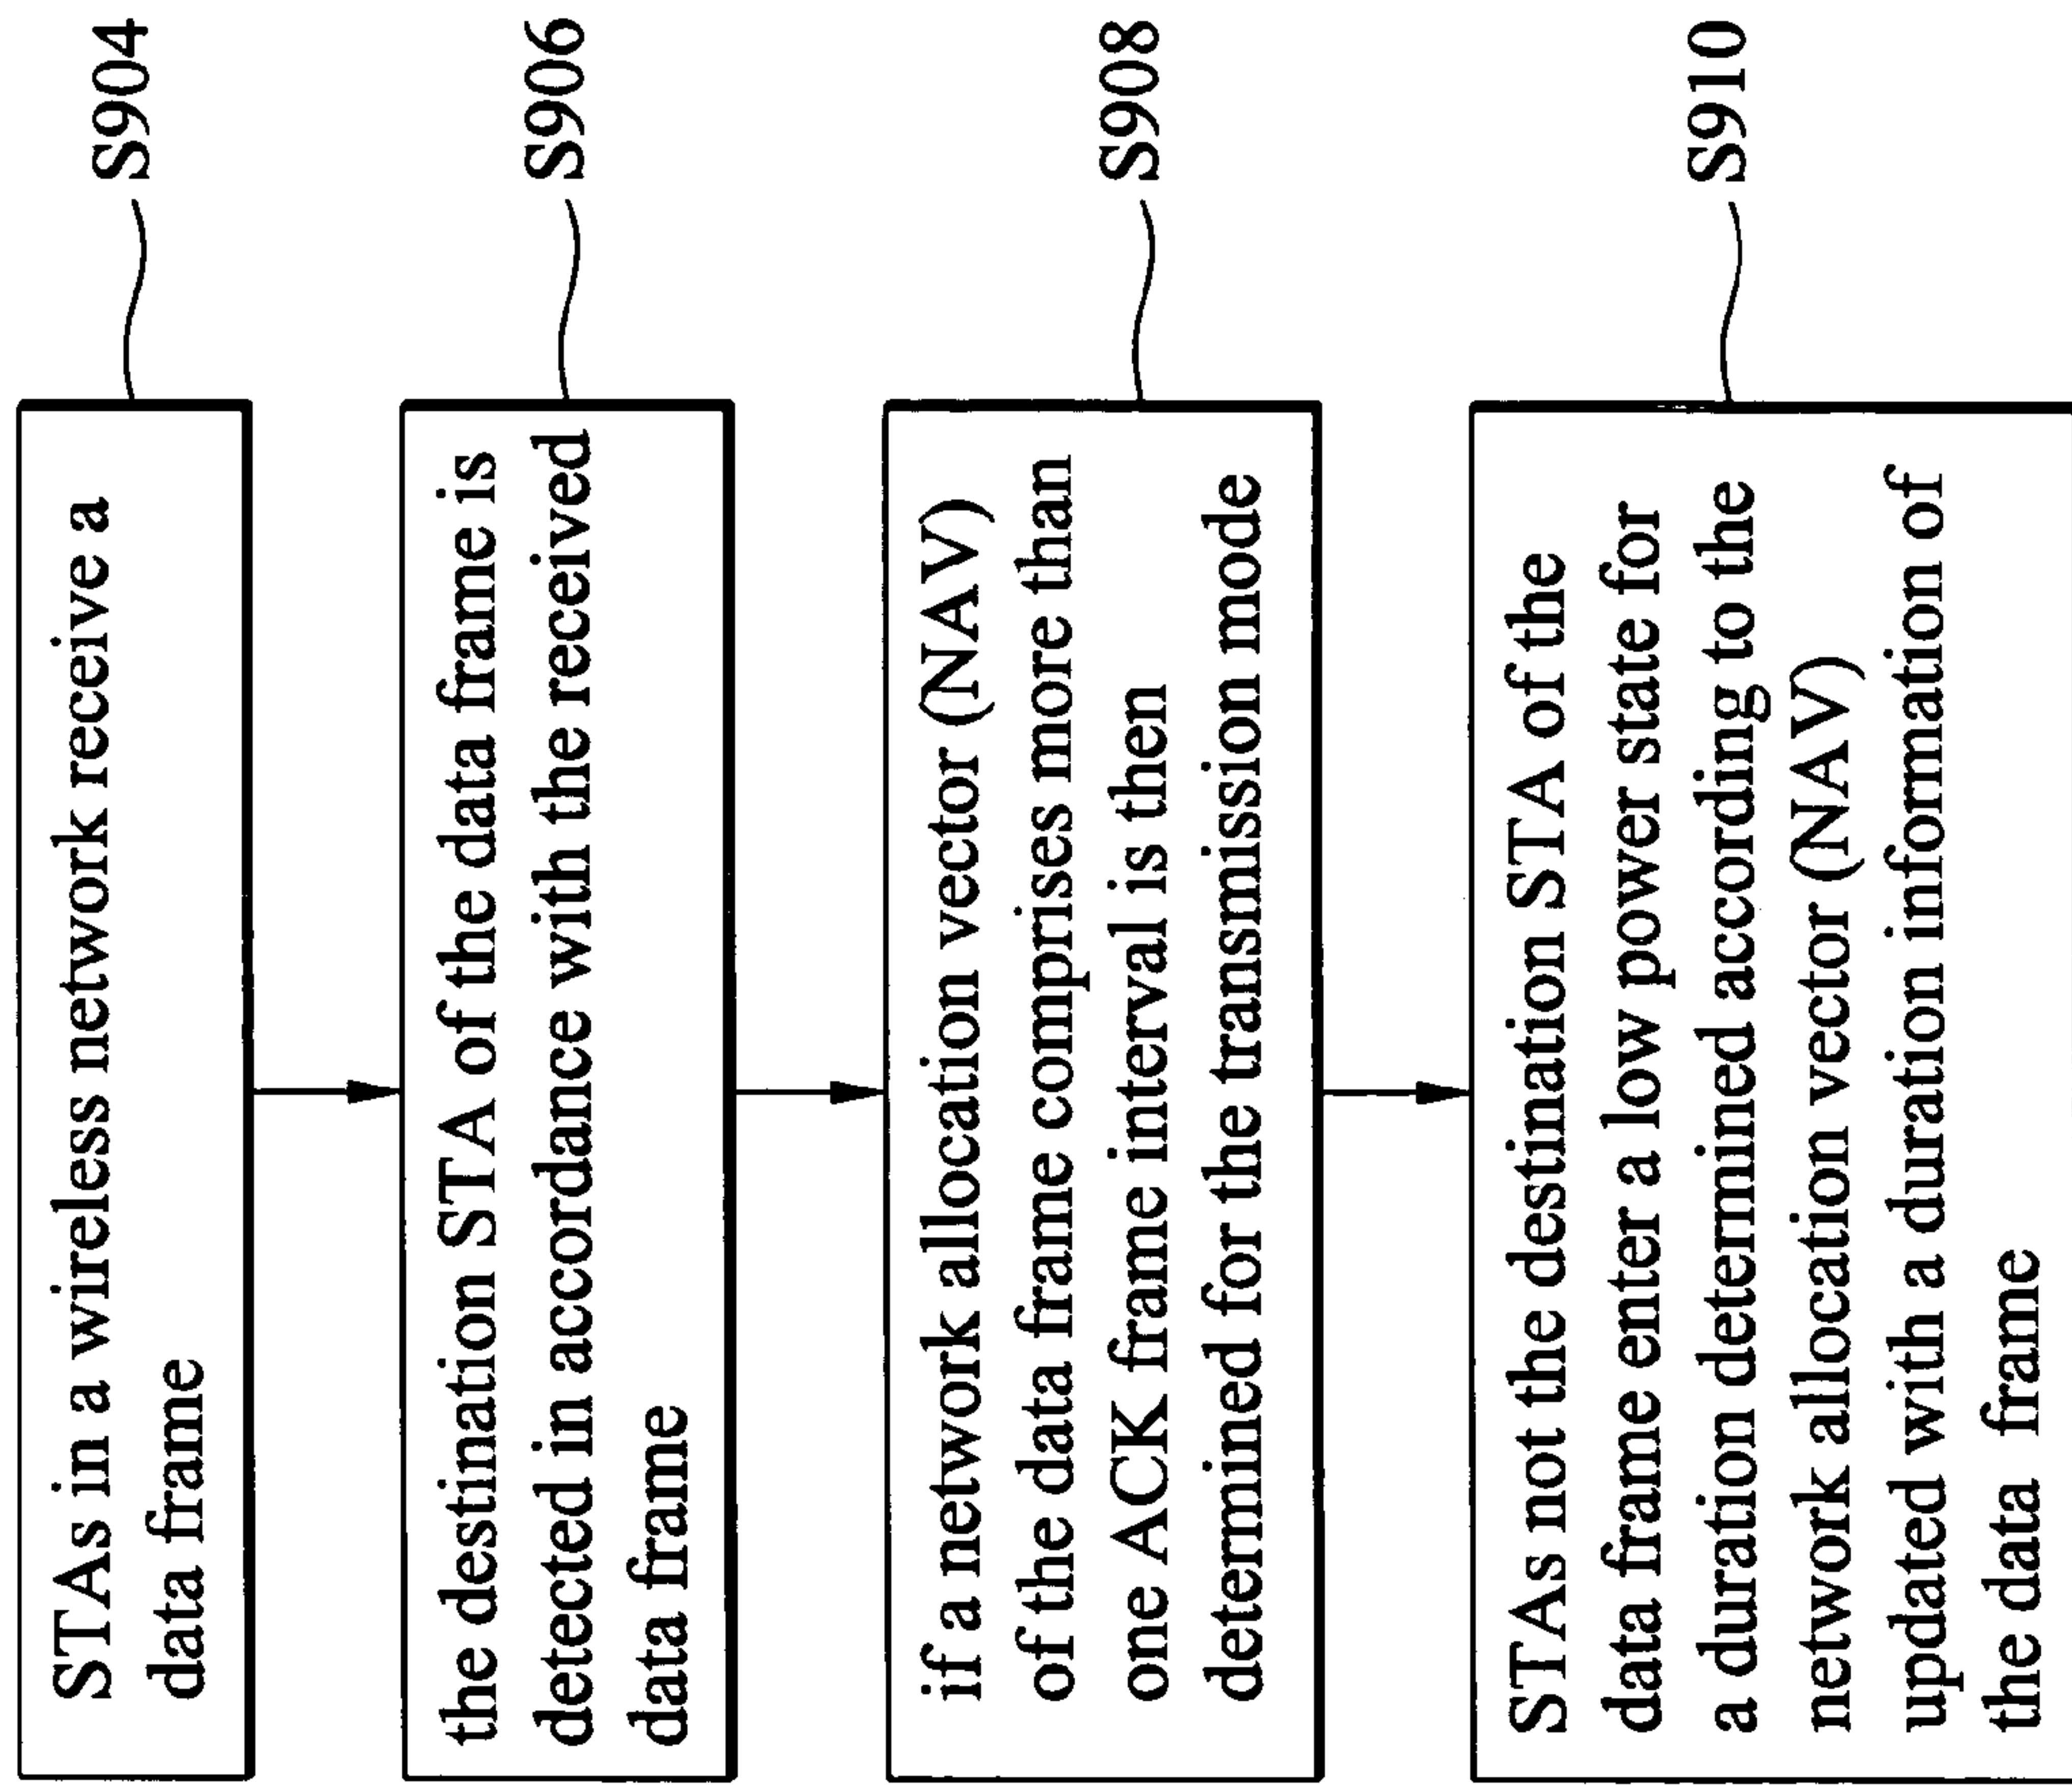 STAs in a wireless network receive a
data frame
S904
the destination STA of the data frame is
detected in accordance with the received
data frame
S906
if a network allocation vector (NAV)
of the data frame comprises more than
one ACK frame interval is then
determined for the transmission mode
S908
STAs not the destination STA of the
data frame enter a low power state for
a duration determined according to the
network alllocation vector (NAV)
updated with a duration information of
the data frame
S910